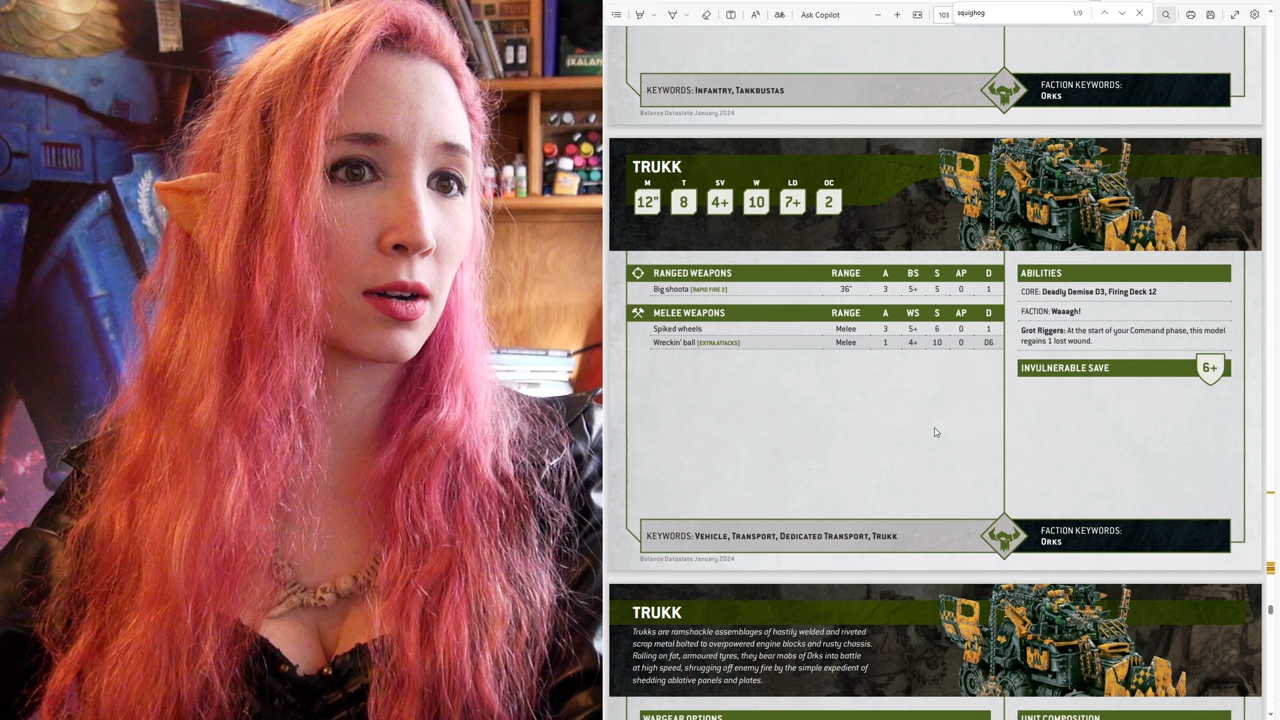 TOYS
Ask Copilot
103
squighog
1/9
KEYWORDS: INFANTRY, TANKBUSTAS
FACTION KEYWORDS:
ORKS
Balance Dataslate January 2024
TRUKK
M T SV W LD OC
12" 8 4+ 10 7+ 2
RANGED WEAPONS RANGE A BS S AP D
Big shoota [RAPID FIRE 2] 36" 3 5+ 5 0 1
MELEE WEAPONS RANGE A WS S AP D
Spiked wheels Melee 3 5+ 6 0 1
Wreckin' ball [EXTRA ATTACKS] Melee 1 4+ 10 0 D6
ABILITIES
CORE: Deadly Demise D3, Firing Deck 12
FACTION: Waaagh!
Grot Riggers: At the start of your Command phase, this model
regains 1 lost wound.
INVULNERABLE SAVE 6+
KEYWORDS: VEHICLE, TRANSPORT, DEDICATED TRANSPORT, TRUKK
FACTION KEYWORDS:
ORKS
Balance Dataslate January 2024
TRUKK
Trukks are ramshackle assemblages of hastily welded and riveted
scrap metal bolted to overpowered engine blocks and rusty chassis.
Rolling on fat, armoured tyres, they bear mobs of Orks into battle
at high speed, shrugging off enemy fire by the simple expedient of
shedding ablative panels and plates.
WARGEAR OPTIONS
UNIT COMPOSITION